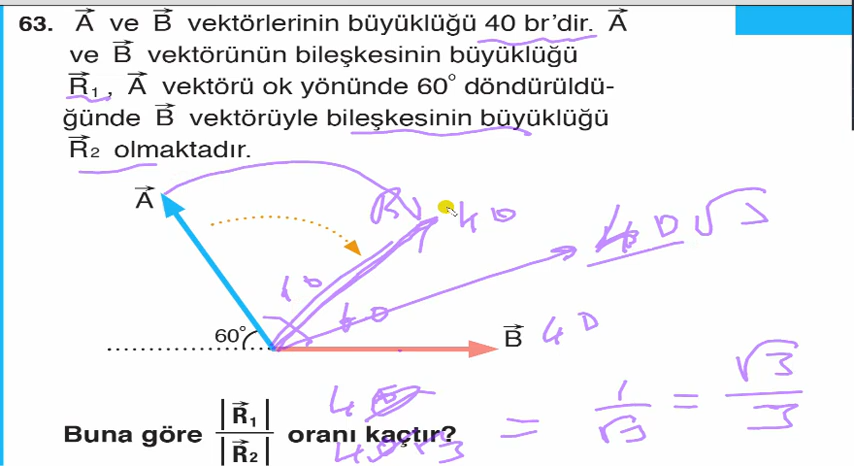 63. A ve B vektörlerinin büyüklüğü 40 br'dir. A
ve B vektörünün bileşkesinin büyüklüğü
R₁, A vektörü ok yönünde 60° döndürüldü-
ğünde B vektörüyle bileşkesinin büyüklüğü
R₂ olmaktadır.
A
R₁
40
40√3
60
60°
B
40
Buna göre |R₁| / |R₂| oranı kaçtır?
40 / 40√3 = 1/√3 = √3/3